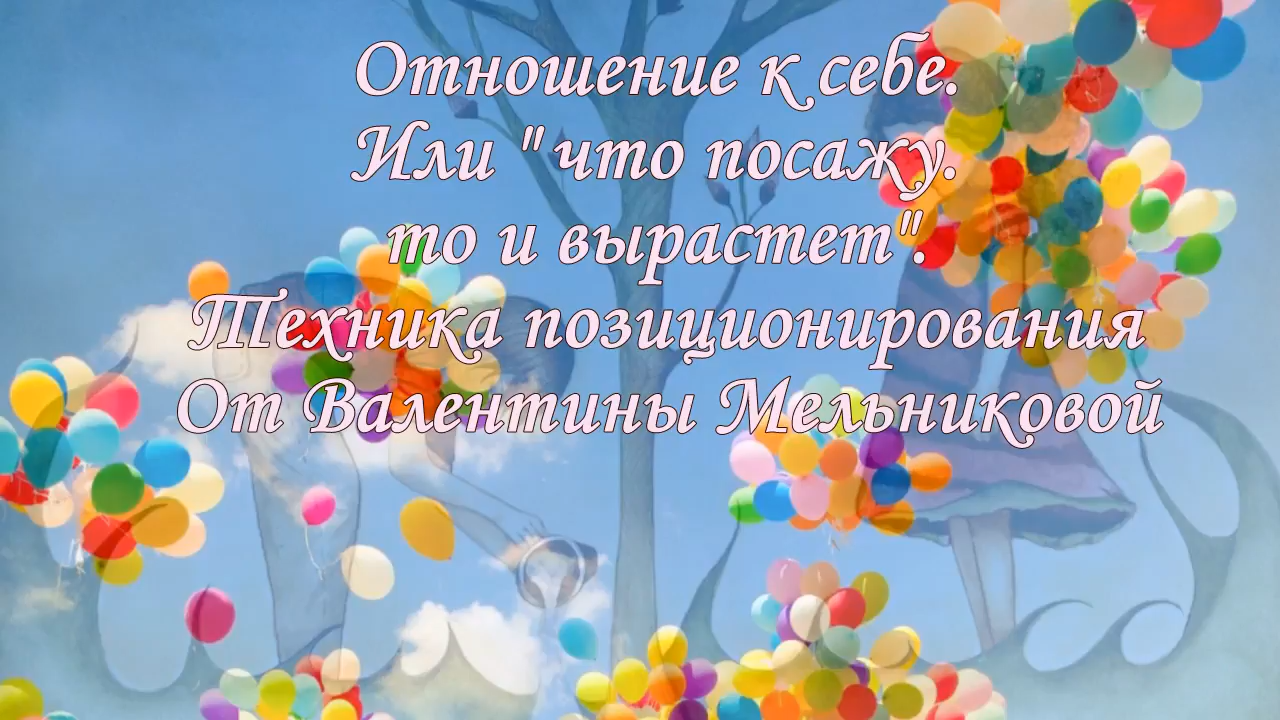 Отношение к себе.
Или "что посажу.
то и вырастет".
Техника позиционирования
От Валентины Мельниковой